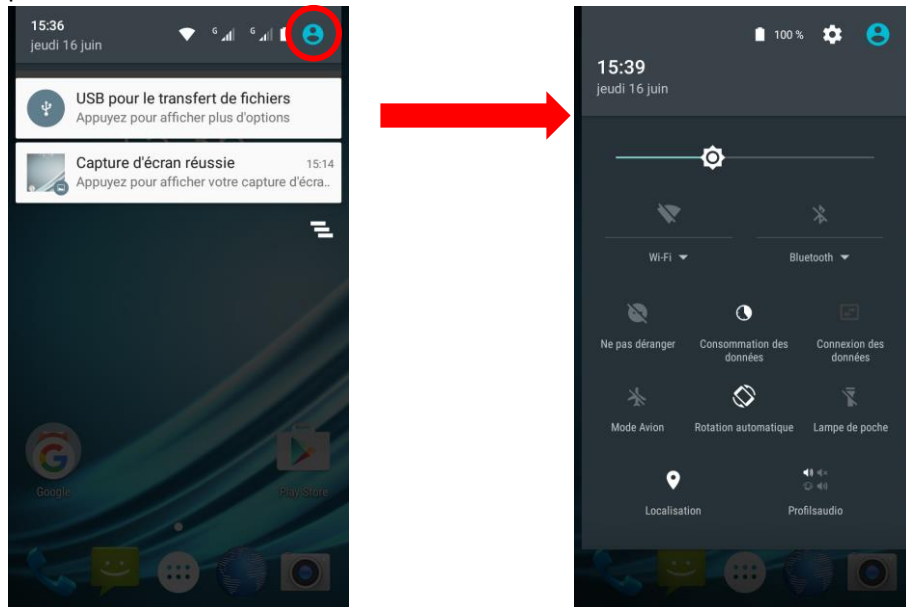 15:36
jeudi 16 juin
G
G
USB pour le transfert de fichiers
Appuyez pour afficher plus d'options
Capture d'écran réussie 15:14
Appuyez pour afficher votre capture d'écra..
Google
Play Store
100 %
15:39
jeudi 16 juin
Wi-Fi
Bluetooth
Ne pas déranger
Consommation des
données
Connexion des
données
Mode Avion
Rotation automatique
Lampe de poche
Localisation
Profilsaudio